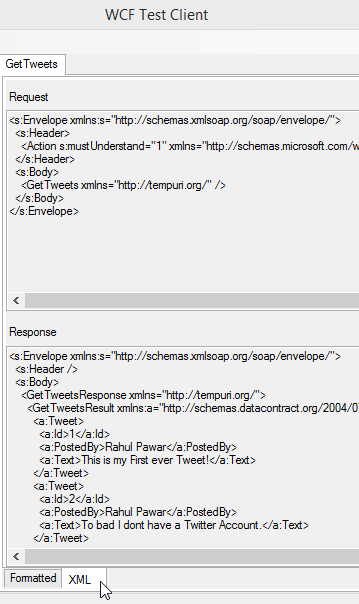 WCF Test Client
GetTweets
Request
<s:Envelope xmlns:s="http://schemas.xmlsoap.org/soap/envelope/">
<s:Header>
<Action s:mustUnderstand="1" xmlns="http://schemas.microsoft.com/w
</s:Header>
<s:Body>
<GetTweets xmlns="http://tempuri.org/" />
</s:Body>
</s:Envelope>
Response
<s:Envelope xmlns:s="http://schemas.xmlsoap.org/soap/envelope/">
<s:Header />
<s:Body>
<GetTweetsResponse xmlns="http://tempuri.org/">
<GetTweetsResult xmlns:a="http://schemas.datacontract.org/2004/0
<a:Tweet>
<a:Id>1</a:Id>
<a:PostedBy>Rahul Pawar</a:PostedBy>
<a:Text>This is my First ever Tweet!</a:Text>
</a:Tweet>
<a:Tweet>
<a:Id>2</a:Id>
<a:PostedBy>Rahul Pawar</a:PostedBy>
<a:Text>To bad I dont have a Twitter Account.</a:Text>
</a:Tweet>
Formatted XML